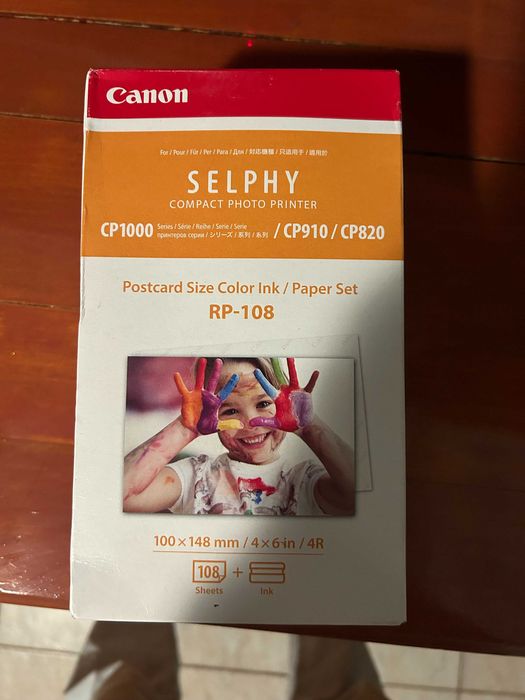 Canon
For / Pour / Für / Per / Para / Для / 対応機種 / 只适用于 / 適用於
SELPHY
COMPACT PHOTO PRINTER
CP1000 Series / Série / Reihe / Serie / Serie
принтеров серии / シリーズ / 系列 / 系列 / CP910 / CP820
Postcard Size Color Ink / Paper Set
RP-108
100 × 148 mm / 4 × 6 in / 4R
108 +
Sheets Ink